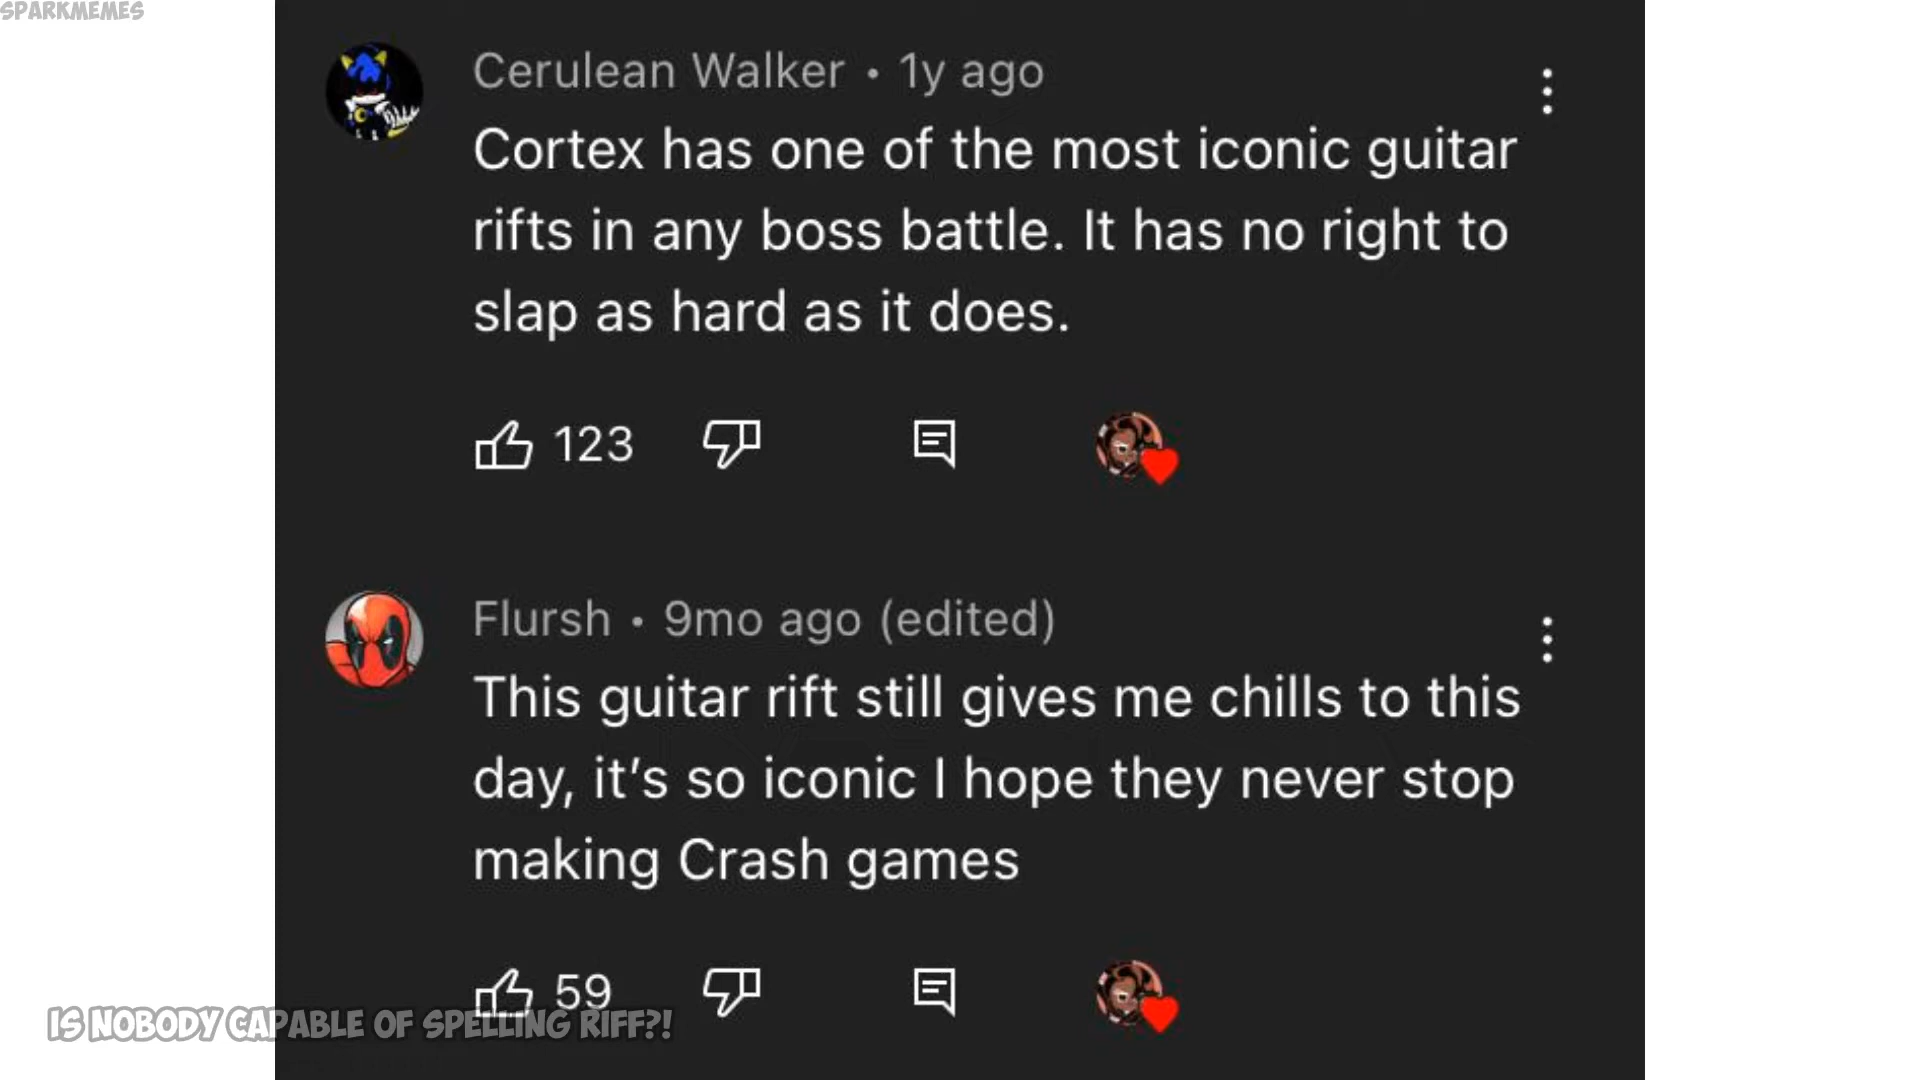 SPARKMEMES
Cerulean Walker • 1y ago
Cortex has one of the most iconic guitar
rifts in any boss battle. It has no right to
slap as hard as it does.
123
Flursh • 9mo ago (edited)
This guitar rift still gives me chills to this
day, it’s so iconic I hope they never stop
making Crash games
59
IS NOBODY CAPABLE OF SPELLING RIFF?!